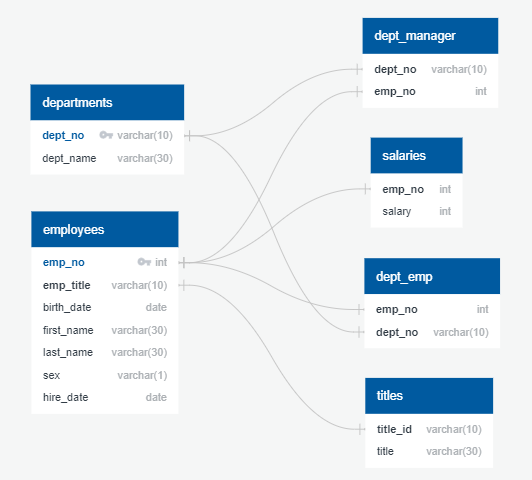 departments
dept_no varchar(10)
dept_name varchar(30)
employees
emp_no int
emp_title varchar(10)
birth_date date
first_name varchar(30)
last_name varchar(30)
sex varchar(1)
hire_date date
dept_manager
dept_no varchar(10)
emp_no int
salaries
emp_no int
salary int
dept_emp
emp_no int
dept_no varchar(10)
titles
title_id varchar(10)
title varchar(30)